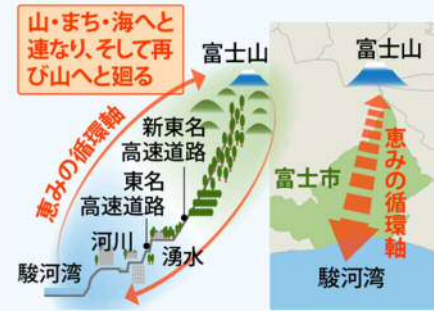 山・まち・海へと
連なり、そして再
び山へと廻る
富士山
恵みの循環軸
新東名
高速道路
東名
高速道路
河川
湧水
駿河湾
富士山
富士市
恵みの循環軸
駿河湾